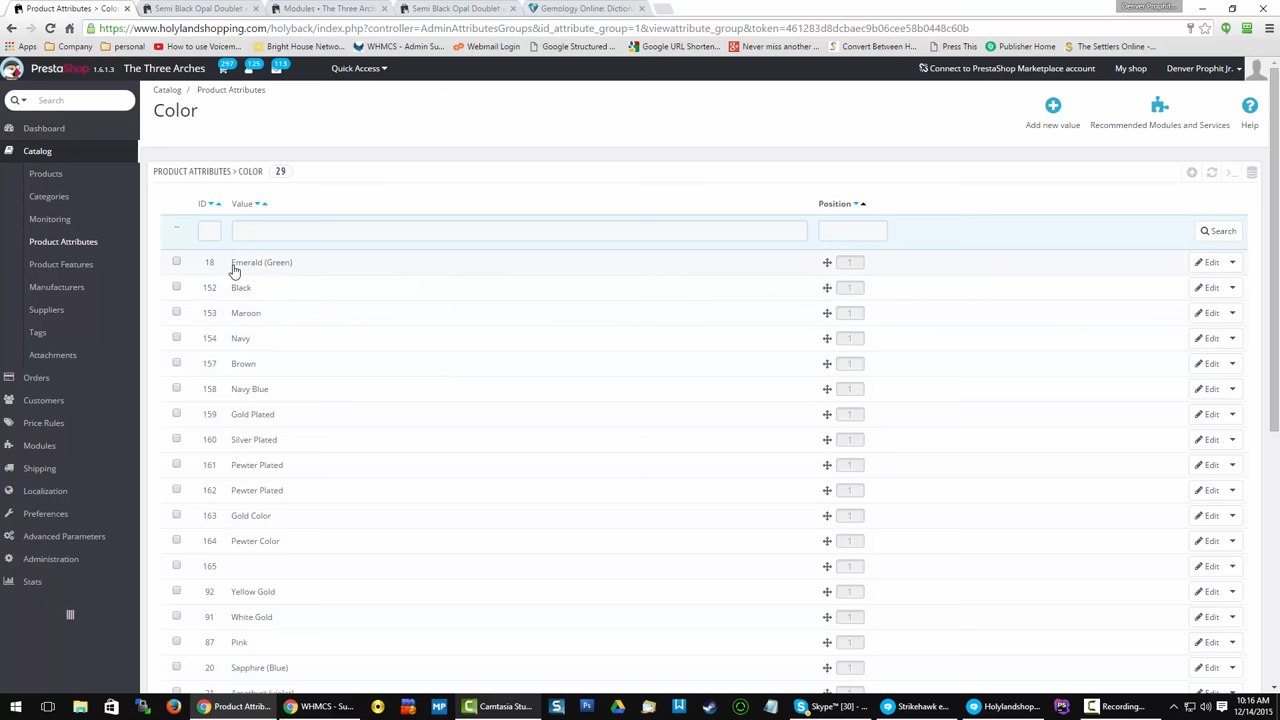 Product Attributes > Color
Semi Black Opal Doublet
Modules • The Three Arche
Semi Black Opal Doublet
Gemology Online: Diction
Denver Prophit Jr.
https://www.holylandshopping.com/holyback/index.php?controller=AdminAttributesGroups&id_attribute_group=1&viewattribute_group&token=461283d8dcbaec9b06cee58b0448c60b
Apps
Company
personal
How to use Voicem...
Bright House Netwo...
WHMCS - Admin Su...
Webmail Login
Google Structured ...
Google URL Shorten...
Never miss another ...
Convert Between H...
Press This
Publisher Home
The Settlers Online -...
PrestaShop 1.6.1.3
The Three Arches
297
125
113
Quick Access
Connect to PrestaShop Marketplace account
My shop
Denver Prophit Jr.
Search
Dashboard
Catalog
Products
Categories
Monitoring
Product Attributes
Product Features
Manufacturers
Suppliers
Tags
Attachments
Orders
Customers
Price Rules
Modules
Shipping
Localization
Preferences
Advanced Parameters
Administration
Stats
Catalog / Product Attributes
Color
Add new value
Recommended Modules and Services
Help
PRODUCT ATTRIBUTES > COLOR 29
ID Value Position
-- Search
18 Emerald (Green) 1 Edit
152 Black 1 Edit
153 Maroon 1 Edit
154 Navy 1 Edit
157 Brown 1 Edit
158 Navy Blue 1 Edit
159 Gold Plated 1 Edit
160 Silver Plated 1 Edit
161 Pewter Plated 1 Edit
162 Pewter Plated 1 Edit
163 Gold Color 1 Edit
164 Pewter Color 1 Edit
165 1 Edit
92 Yellow Gold 1 Edit
91 White Gold 1 Edit
87 Pink 1 Edit
20 Sapphire (Blue) 1 Edit
Product Attrib...
WHMCS - Su...
Camtasia Stu...
Skype™ [30] - ...
Strikehawk e...
Holylandshop...
Recording...
10:16 AM
12/14/2015